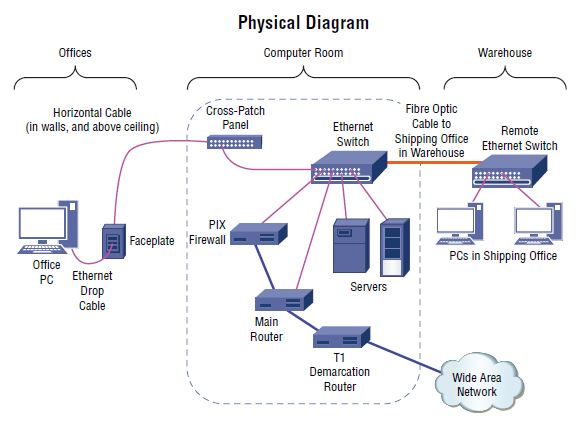 Physical Diagram
Offices
Computer Room
Warehouse
Horizontal Cable
(in walls, and above ceiling)
Cross-Patch
Panel
Ethernet
Switch
Fibre Optic
Cable to
Shipping Office
in Warehouse
Remote
Ethernet Switch
Office
PC
Ethernet
Drop
Cable
Faceplate
PIX
Firewall
Servers
PCs in Shipping Office
Main
Router
T1
Demarcation
Router
Wide Area
Network